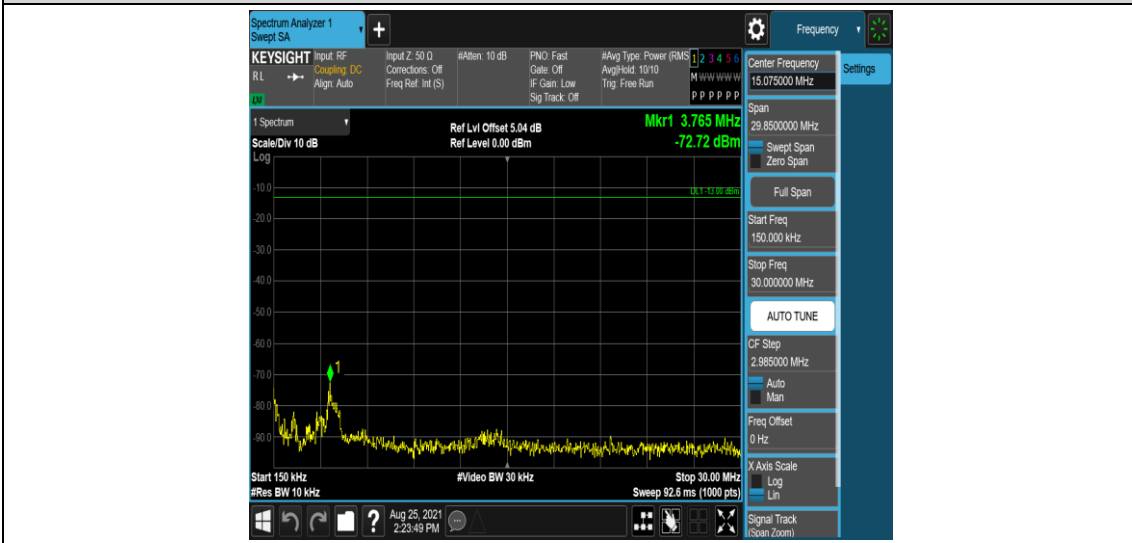 Spectrum Analyzer 1
Swept SA
+
Frequency
KEYSIGHT
Input: RF
Input Z: 50 Ω
#Atten: 10 dB
PNO: Fast
#Avg Type: Power (RMS
1 2 3 4 5 6
RL
Coupling: DC
Corrections: Off
Gate: Off
Avg|Hold: 10/10
M W W W W W
Align: Auto
Freq Ref: Int (S)
IF Gain: Low
Trig: Free Run
Sig Track: Off
P P P P P P
Center Frequency
15.075000 MHz
Settings
Span
29.8500000 MHz
Swept Span
Zero Span
Full Span
Start Freq
150.000 kHz
Stop Freq
30.000000 MHz
AUTO TUNE
CF Step
2.985000 MHz
Auto
Man
Freq Offset
0 Hz
X Axis Scale
Log
Lin
Signal Track
(Span Zoom)
1 Spectrum
Ref Lvl Offset 5.04 dB
Mkr1 3.765 MHz
Scale/Div 10 dB
Ref Level 0.00 dBm
-72.72 dBm
Log
DL1 -13.00 dBm
-10.0
-20.0
-30.0
-40.0
-50.0
-60.0
1
-70.0
-80.0
-90.0
Start 150 kHz
#Video BW 30 kHz
Stop 30.00 MHz
#Res BW 10 kHz
Sweep 92.6 ms (1000 pts)
?
Aug 25, 2021
2:23:49 PM